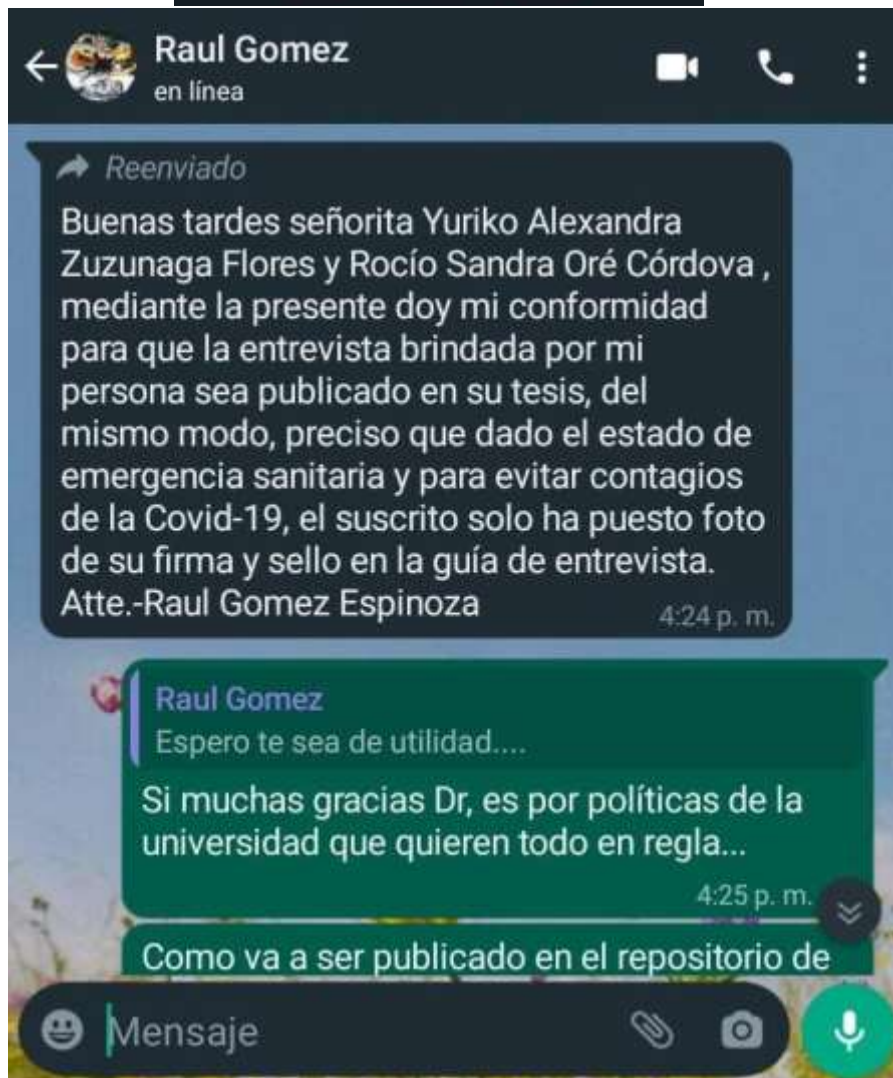 Raul Gomez
en línea
Reenviado
Buenas tardes señorita Yuriko Alexandra
Zuzunaga Flores y Rocío Sandra Oré Córdova ,
mediante la presente doy mi conformidad
para que la entrevista brindada por mi
persona sea publicado en su tesis, del
mismo modo, preciso que dado el estado de
emergencia sanitaria y para evitar contagios
de la Covid-19, el suscrito solo ha puesto foto
de su firma y sello en la guía de entrevista.
Atte.-Raul Gomez Espinoza
4:24 p. m.
Raul Gomez
Espero te sea de utilidad....
Si muchas gracias Dr, es por políticas de la
universidad que quieren todo en regla...
4:25 p. m.
Como va a ser publicado en el repositorio de
Mensaje